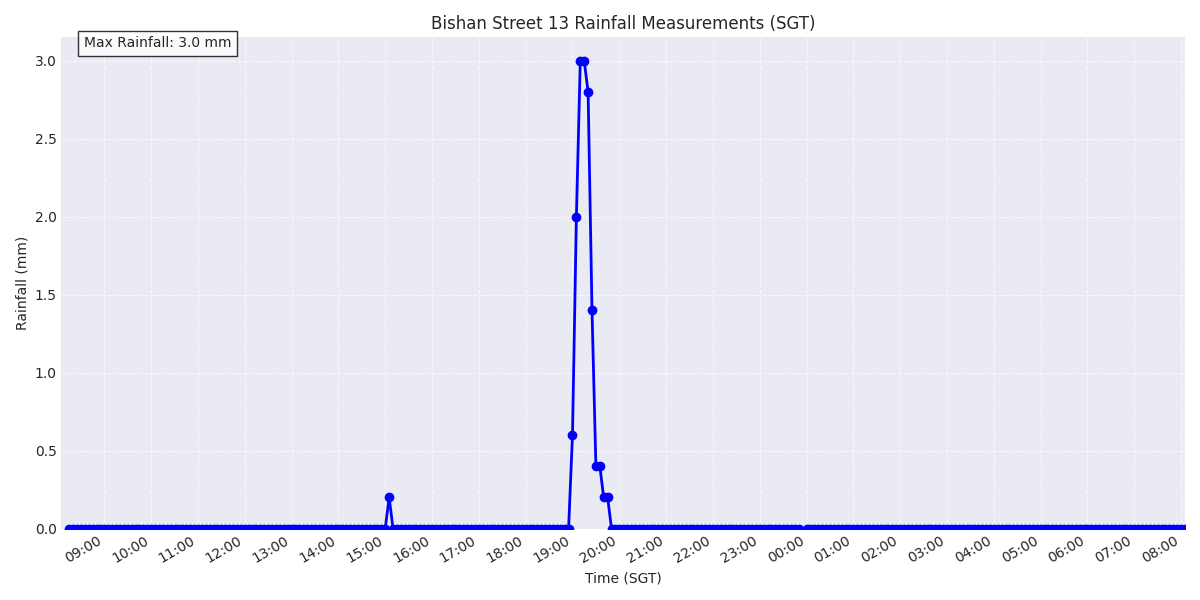 Bishan Street 13 Rainfall Measurements (SGT)
Max Rainfall: 3.0 mm
Rainfall (mm)
3.0
2.5
2.0
1.5
1.0
0.5
0.0
09:00 10:00 11:00 12:00 13:00 14:00 15:00 16:00 17:00 18:00 19:00 20:00 21:00 22:00 23:00 00:00 01:00 02:00 03:00 04:00 05:00 06:00 07:00 08:00
Time (SGT)